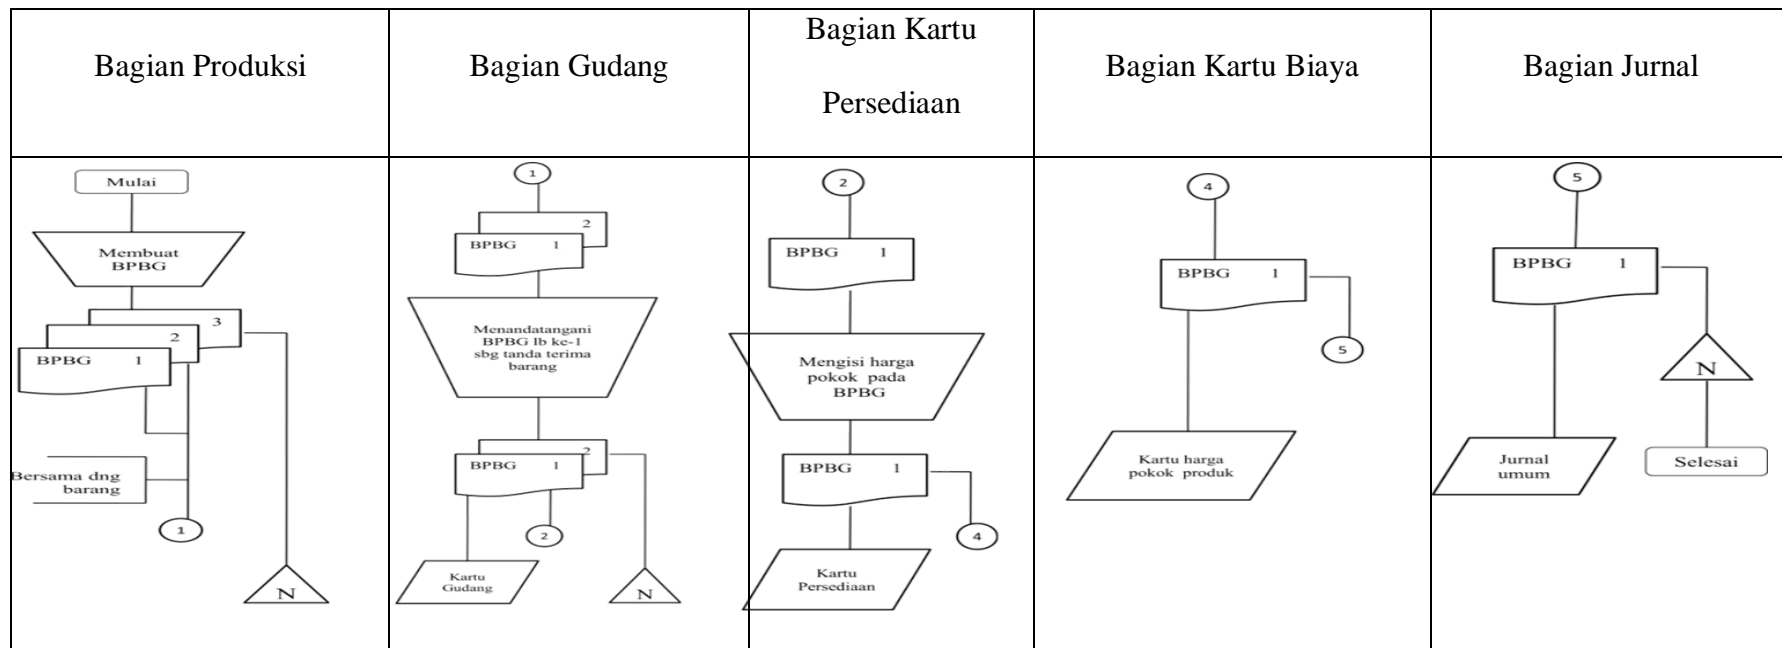 Bagian Produksi
Bagian Gudang
Bagian Kartu
Persediaan
Bagian Kartu Biaya
Bagian Jurnal
Mulai
Membuat
BPBG
3
2
BPBG 1
Bersama dng
barang
1
N
1
2
BPBG 1
Menandatangani
BPBG lb ke-1
sbg tanda terima
barang
2
BPBG 1
2
Kartu
Gudang
N
2
BPBG 1
Mengisi harga
pokok pada
BPBG
BPBG 1
4
Kartu
Persediaan
4
BPBG 1
5
Kartu harga
pokok produk
5
BPBG 1
N
Jurnal
umum
Selesai